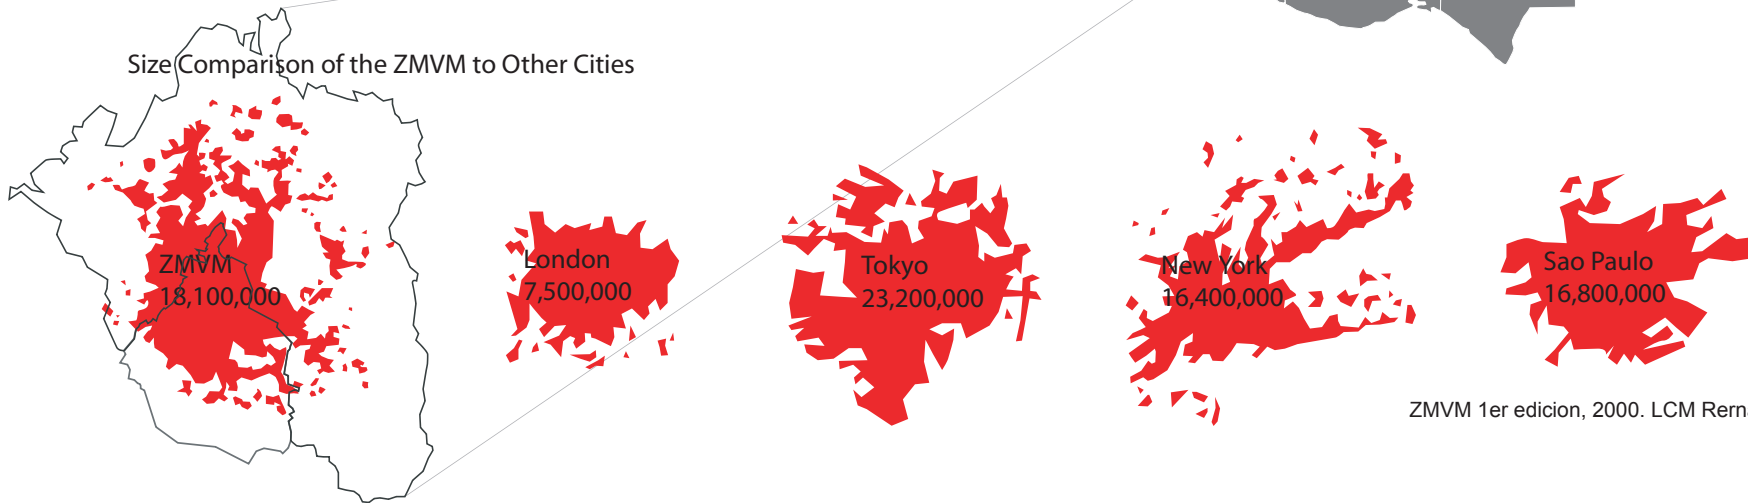 Size Comparison of the ZMVM to Other Cities
ZMVM
18,100,000
London
7,500,000
Tokyo
23,200,000
New York
16,400,000
Sao Paulo
16,800,000
ZMVM 1er edicion, 2000. LCM